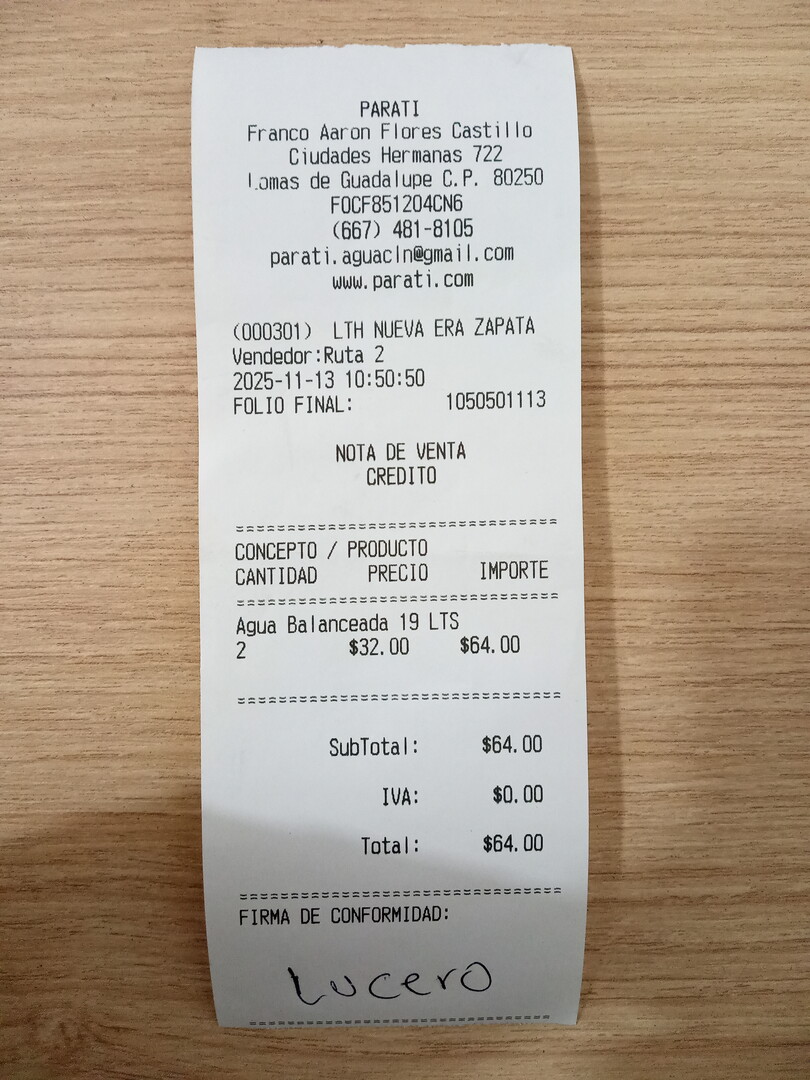 PARATI
Franco Aaron Flores Castillo
Ciudades Hermanas 722
Lomas de Guadalupe C.P. 80250
FOCF851204CN6
(667) 481-8105
parati.aguacln@gmail.com
www.parati.com
(000301) LTH NUEVA ERA ZAPATA
Vendedor:Ruta 2
2025-11-13 10:50:50
FOLIO FINAL: 1050501113
NOTA DE VENTA
CREDITO
===============================
CONCEPTO / PRODUCTO
CANTIDAD PRECIO IMPORTE
===============================
Agua Balanceada 19 LTS
2 $32.00 $64.00
===============================
SubTotal: $64.00
IVA: $0.00
Total: $64.00
===============================
FIRMA DE CONFORMIDAD:
Lucero
===============================